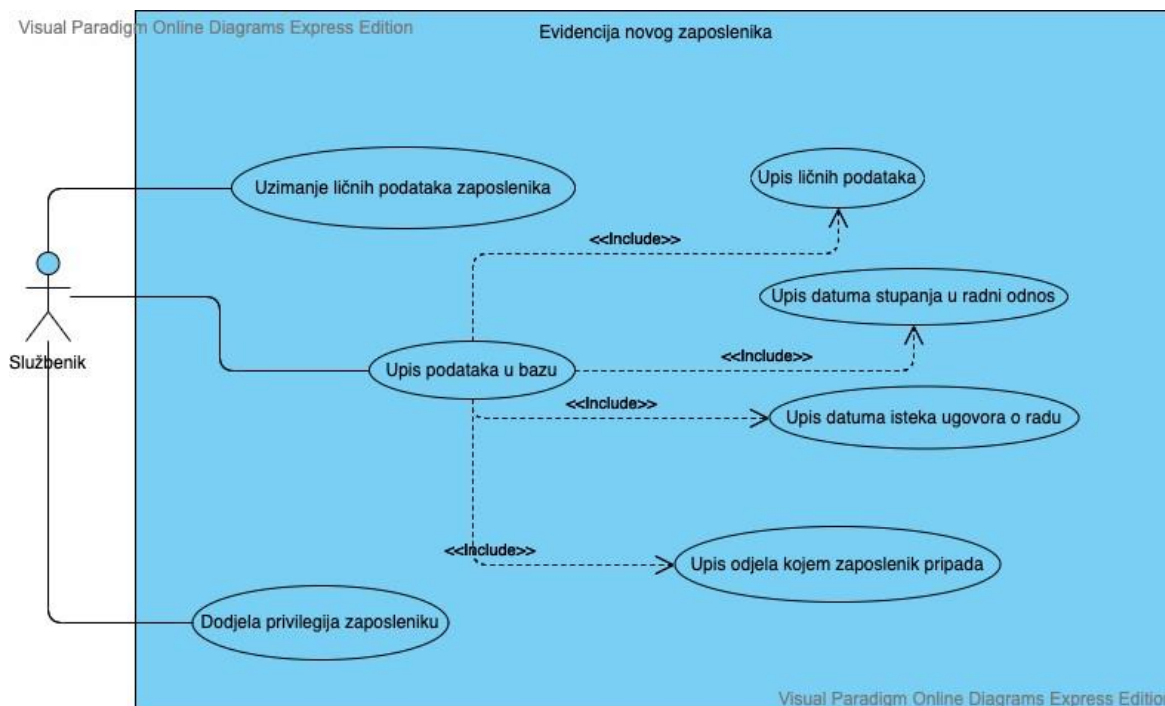 Visual Paradigm Online Diagrams Express Edition
Evidencija novog zaposlenika
Uzimanje ličnih podataka zaposlenika
Upis ličnih podataka
<<Include>>
Upis datuma stupanja u radni odnos
Službenik
<<Include>>
Upis podataka u bazu
<<Include>>
Upis datuma isteka ugovora o radu
<<Include>>
Upis odjela kojem zaposlenik pripada
Dodjela privilegija zaposleniku
Visual Paradigm Online Diagrams Express Edition